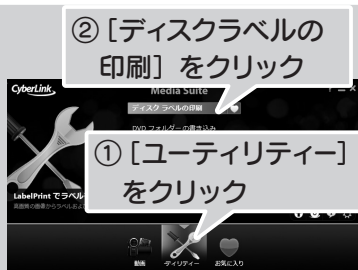 ② [ディスクラベルの
印刷] をクリック
CyberLink
Media Suite
ディスク ラベルの印刷
DVD フォルダーの書き込み
① [ユーティリティー]
をクリック
LabelPrint でラベル
動画
ーティリティー
お気に入り